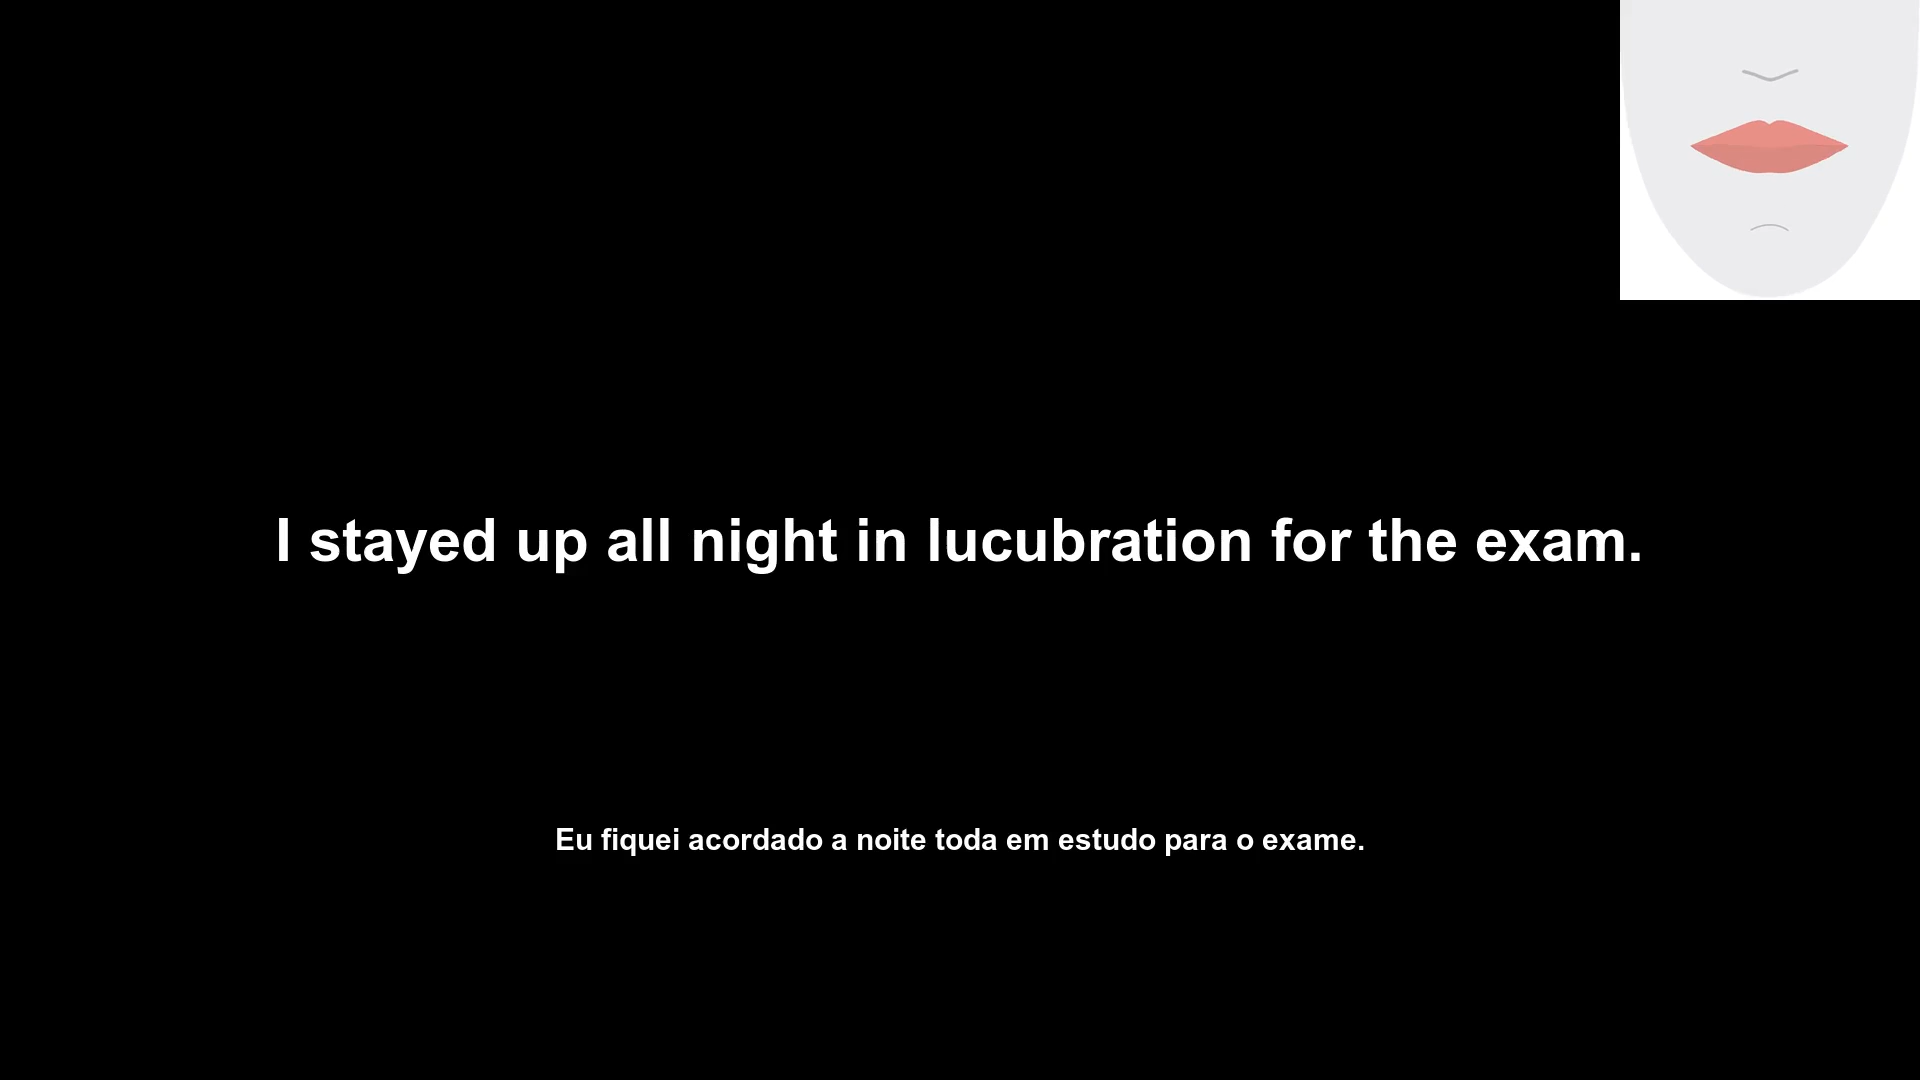 I stayed up all night in lucubration for the exam.
Eu fiquei acordado a noite toda em estudo para o exame.